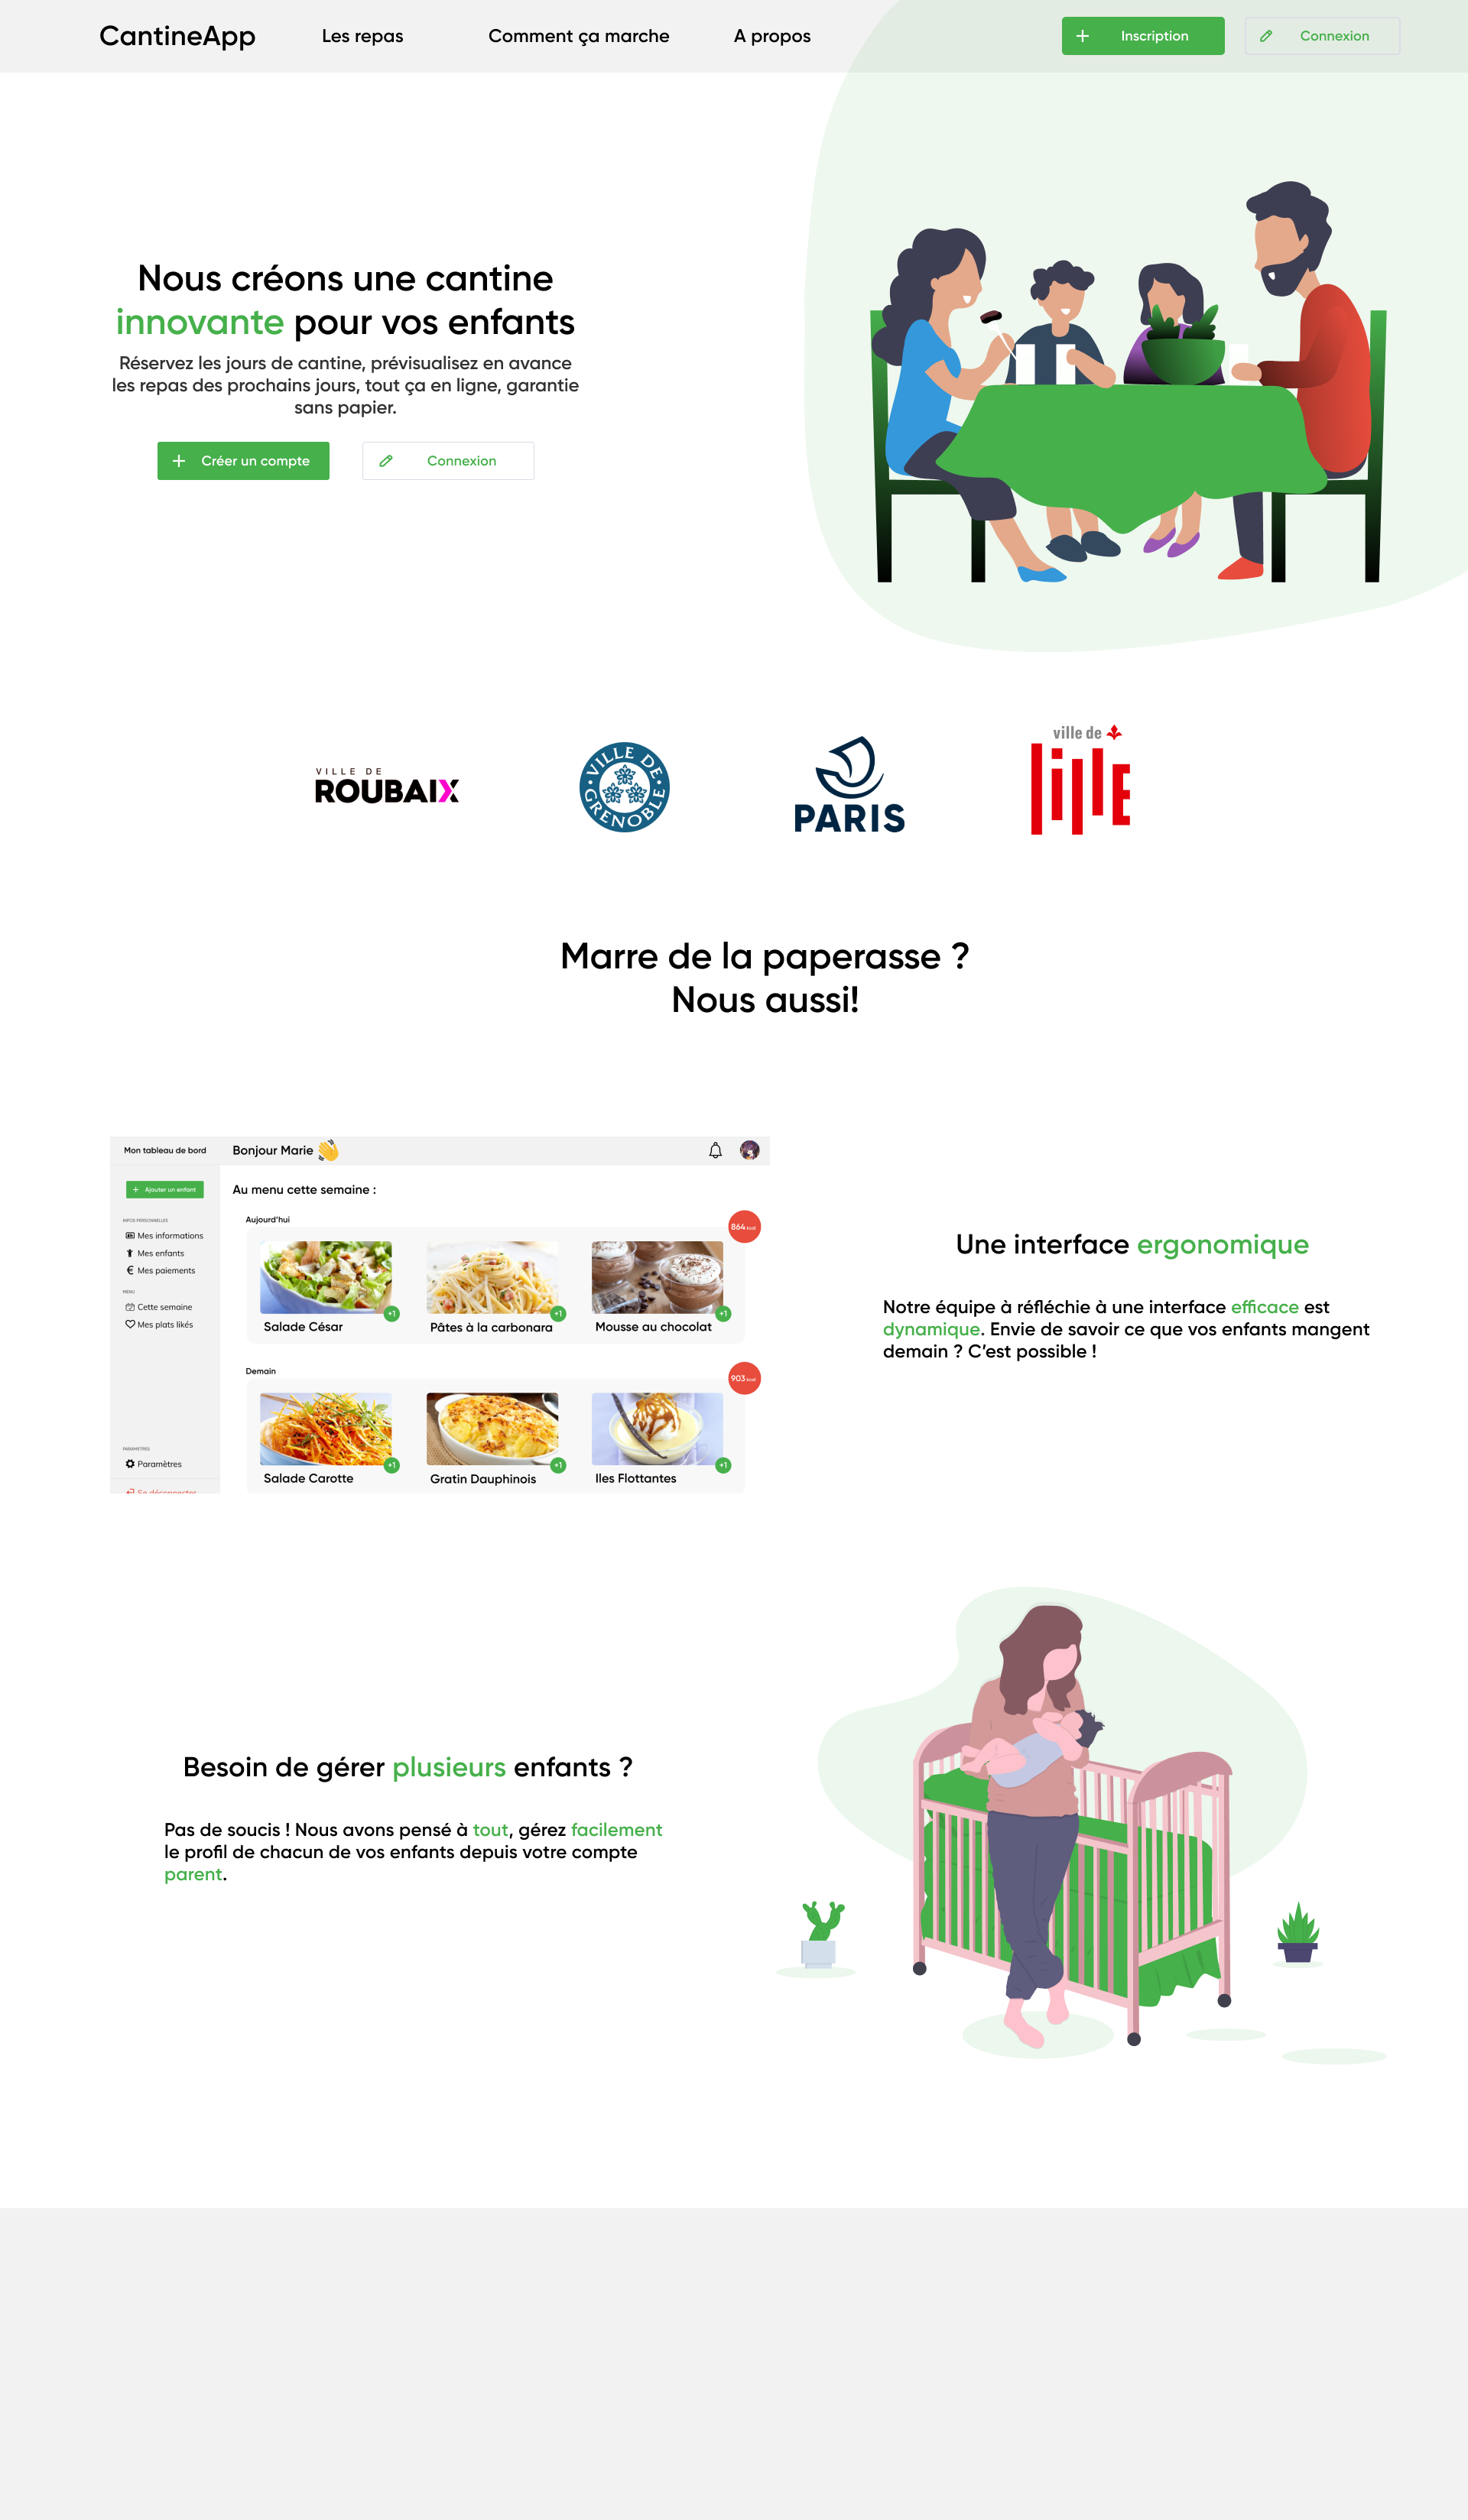 CantineApp
Les repas
Comment ça marche
A propos
Inscription
Connexion
Nous créons une cantine
innovante pour vos enfants
Réservez les jours de cantine, prévisualisez en avance
les repas des prochains jours, tout ça en ligne, garantie
sans papier.
Créer un compte
Connexion
VILLE DE
ROUBAIX
VILLE DE GRENOBLE
PARIS
ville de
lille
Marre de la paperasse ?
Nous aussi!
Mon tableau de bord
Bonjour Marie
Ajouter un enfant
INFOS PERSONNELLES
Mes informations
Mes enfants
Mes paiements
MENU
Cette semaine
Mes plats likés
PARAMETRES
Paramètres
Se déconnecter
Au menu cette semaine :
Aujourd'hui
864 kcal
+1
+1
+1
Salade César
Pâtes à la carbonara
Mousse au chocolat
Demain
903 kcal
+1
+1
+1
Salade Carotte
Gratin Dauphinois
Iles Flottantes
Une interface ergonomique
Notre équipe à réfléchie à une interface efficace est
dynamique. Envie de savoir ce que vos enfants mangent
demain ? C'est possible !
Besoin de gérer plusieurs enfants ?
Pas de soucis ! Nous avons pensé à tout, gérez facilement
le profil de chacun de vos enfants depuis votre compte
parent.